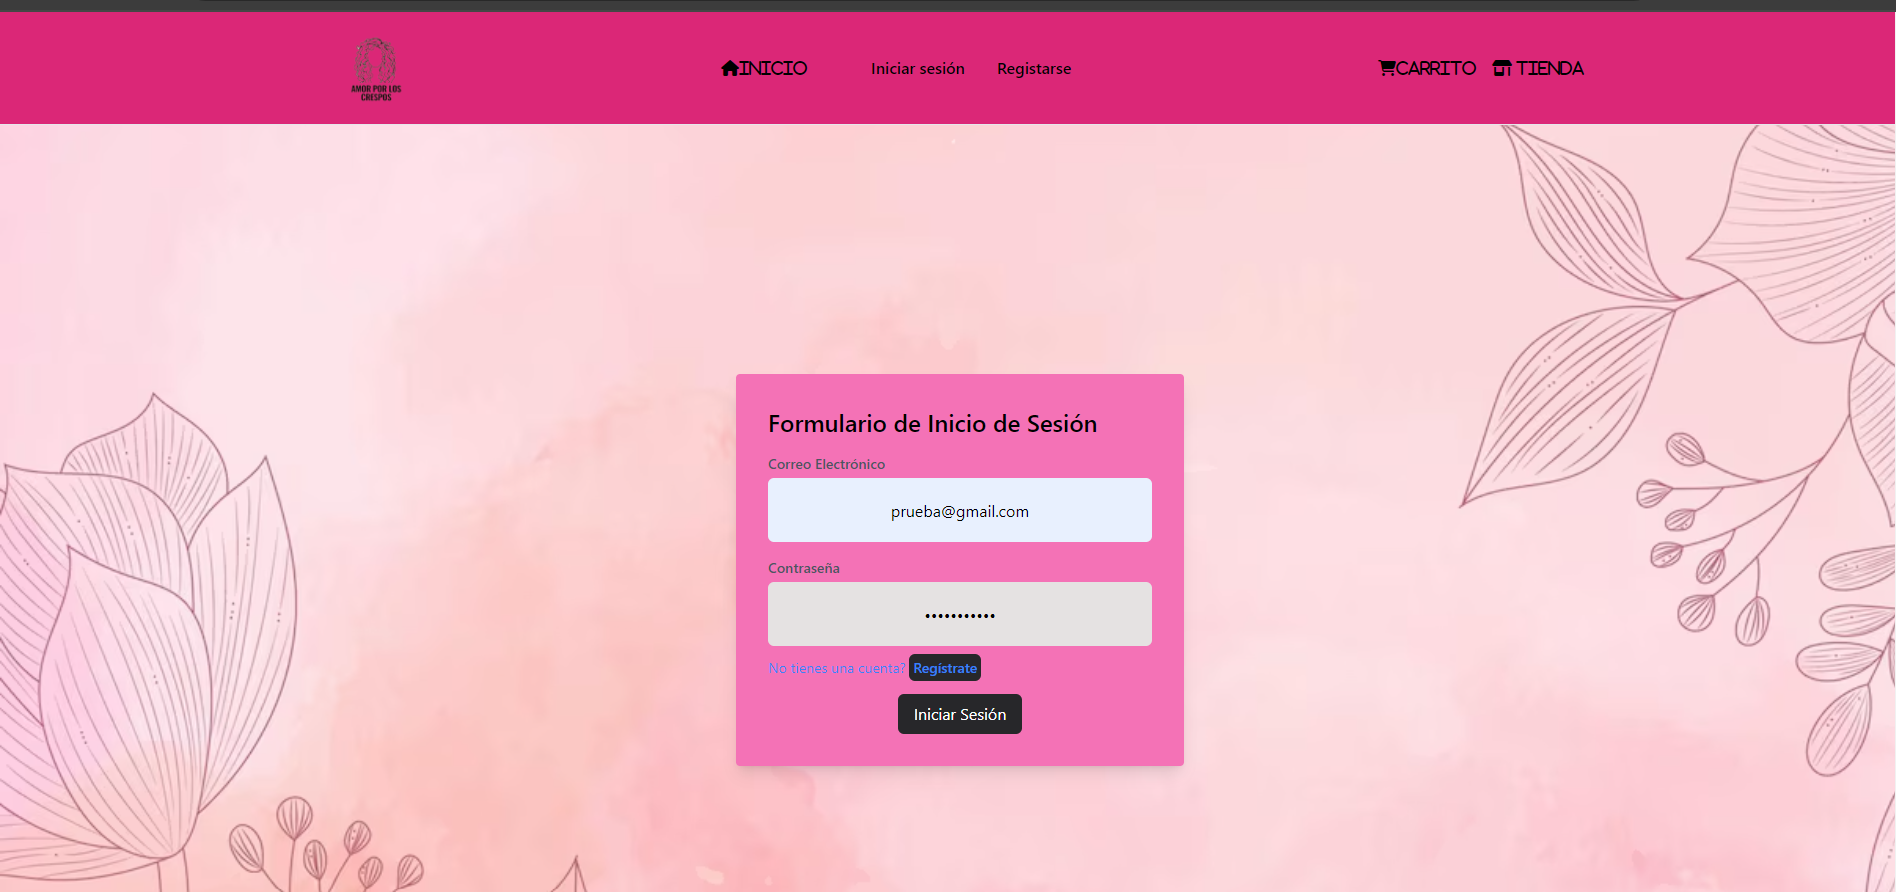 AMOR POR LOS
CRESPOS
INICIO
Iniciar sesión
Registarse
CARRITO
TIENDA
Formulario de Inicio de Sesión
Correo Electrónico
prueba@gmail.com
Contraseña
•••••••••••
No tienes una cuenta? Regístrate
Iniciar Sesión